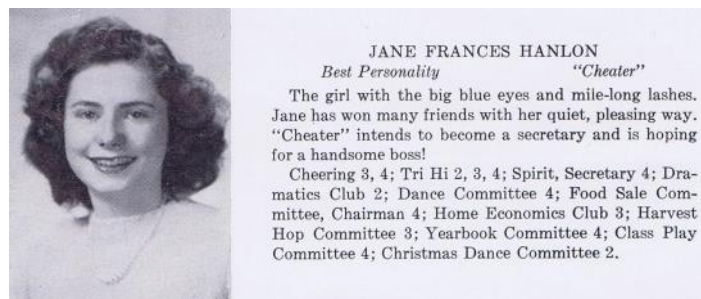 JANE FRANCES HANLON
Best Personality "Cheater"
The girl with the big blue eyes and mile-long lashes.
Jane has won many friends with her quiet, pleasing way.
"Cheater" intends to become a secretary and is hoping
for a handsome boss!
Cheering 3, 4; Tri Hi 2, 3, 4; Spirit, Secretary 4; Dra-
matics Club 2; Dance Committee 4; Food Sale Com-
mittee, Chairman 4; Home Economics Club 3; Harvest
Hop Committee 3; Yearbook Committee 4; Class Play
Committee 4; Christmas Dance Committee 2.